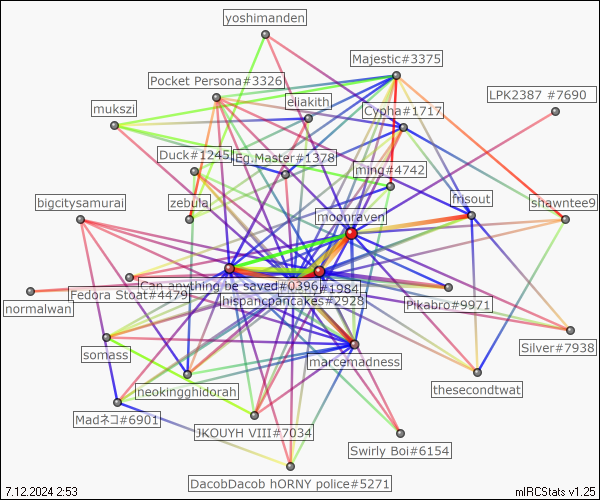 yoshimanden
Majestic#3375
Pocket Persona#3326
LPK2387 #7690
eliakith
mukszi
Cypha#1717
Duck#1245
Eg.Master#1378
ming#4742
bigcitysamurai
zebula
frisout
shawntee9
moonraven
Can anything be saved#0396
#1984
Fedora Stoat#4479
hispancpancakes#2928
normalwan
Pikabro#9971
somass
marcemadness
Silver#7938
neokingghidorah
thesecondtwat
Madネコ#6901
JKOUYH VIII#7034
Swirly Boi#6154
DacobDacob hORNY police#5271
7.12.2024 2:53
mIRCStats v1.25